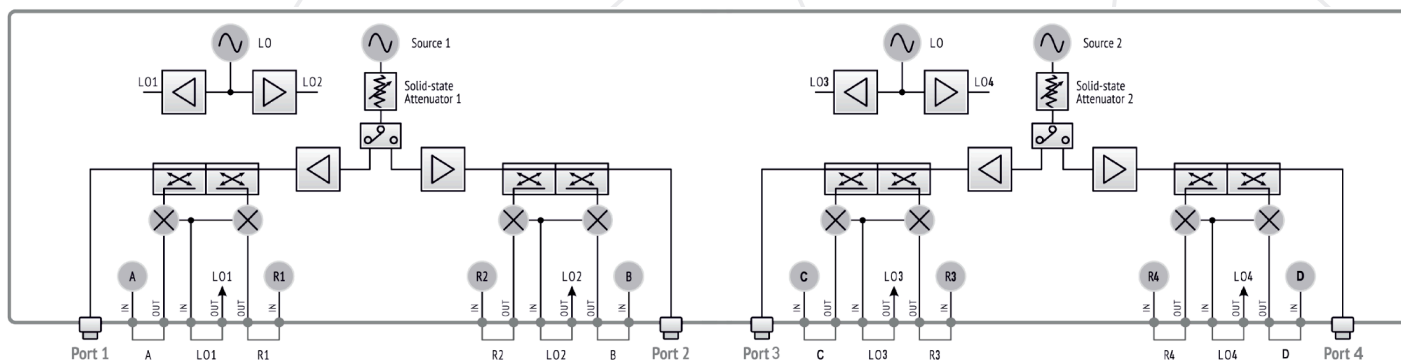 LO
Source 1
LO1
LO2
Solid-state
Attenuator 1
LO
Source 2
LO3
LO4
Solid-state
Attenuator 2
A
LO1
R1
R2
LO2
B
C
LO3
R3
R4
LO4
D
IN
OUT
IN
OUT
OUT
IN
IN
OUT
IN
OUT
OUT
IN
IN
OUT
IN
OUT
OUT
IN
IN
OUT
IN
OUT
OUT
IN
Port 1
A
LO1
R1
R2
LO2
B
Port 2
Port 3
C
LO3
R3
R4
LO4
D
Port 4